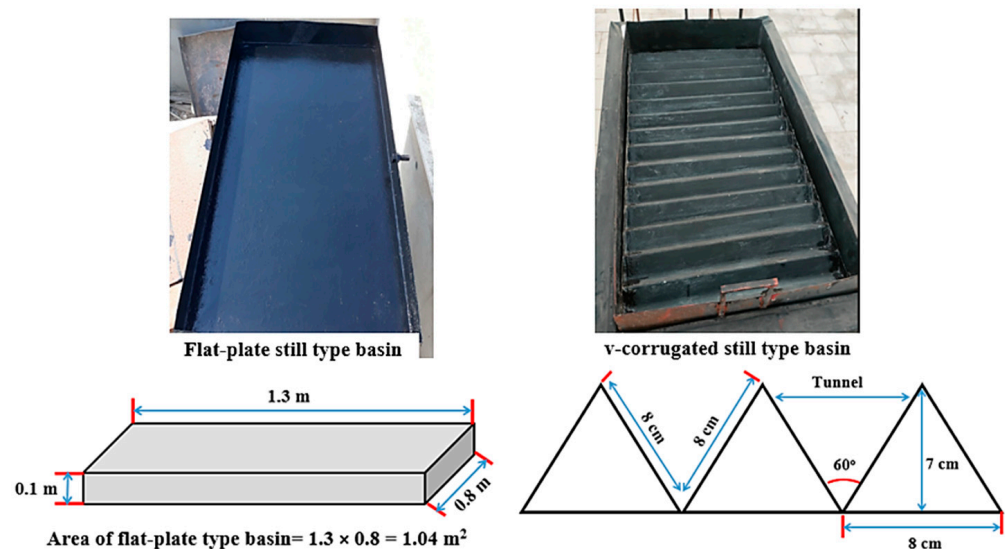 Flat-plate still type basin
v-corrugated still type basin
1.3 m
0.1 m
0.8 m
Area of flat-plate type basin= 1.3 × 0.8 = 1.04 m²
Tunnel
8 cm
8 cm
60°
7 cm
8 cm